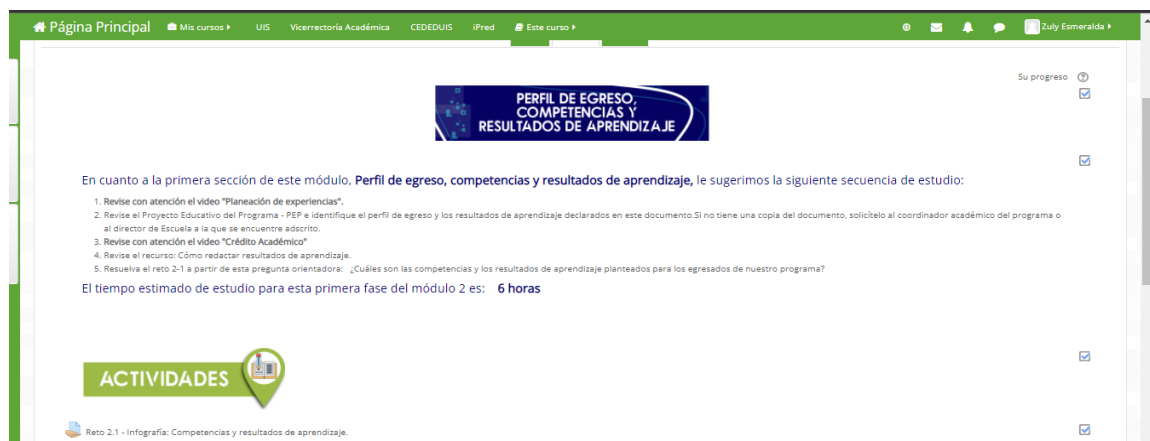 Página Principal Mis cursos UIS Vicerrectoría Académica CEDEDUIS iPred Este curso Zuly Esmeralda
Su progreso
PERFIL DE EGRESO,
COMPETENCIAS Y
RESULTADOS DE APRENDIZAJE
En cuanto a la primera sección de este módulo, Perfil de egreso, competencias y resultados de aprendizaje, le sugerimos la siguiente secuencia de estudio:
1. Revise con atención el video "Planeación de experiencias".
2. Revise el Proyecto Educativo del Programa - PEP e identifique el perfil de egreso y los resultados de aprendizaje declarados en este documento.Si no tiene una copia del documento, solicítelo al coordinador académico del programa o
al director de Escuela a la que se encuentre adscrito.
3. Revise con atención el video "Crédito Académico"
4. Revise el recurso: Cómo redactar resultados de aprendizaje.
5. Resuelva el reto 2-1 a partir de esta pregunta orientadora: ¿Cuáles son las competencias y los resultados de aprendizaje planteados para los egresados de nuestro programa?
El tiempo estimado de estudio para esta primera fase del módulo 2 es: 6 horas
ACTIVIDADES
Reto 2.1 - Infografía: Competencias y resultados de aprendizaje.